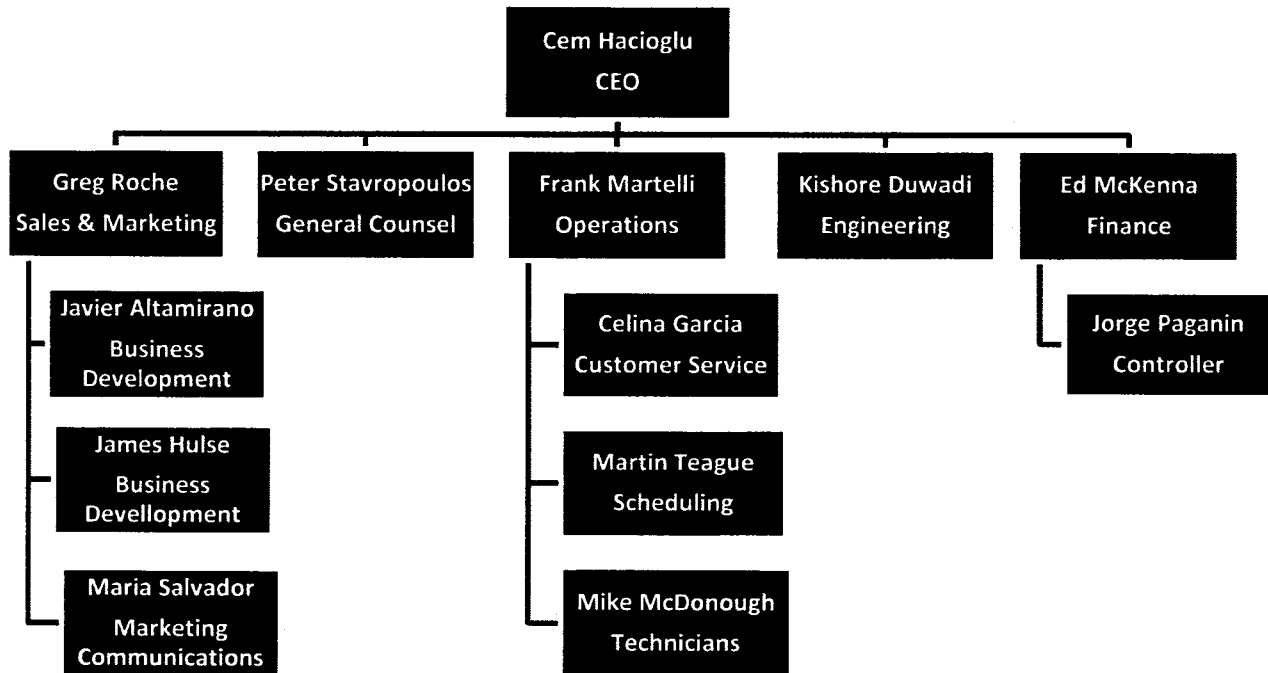 Cem Hacioglu
CEO
Greg Roche
Sales & Marketing
Peter Stavropoulos
General Counsel
Frank Martelli
Operations
Kishore Duwadi
Engineering
Ed McKenna
Finance
Javier Altamirano
Business
Development
James Hulse
Business
Devellopment
Maria Salvador
Marketing
Communications
Celina Garcia
Customer Service
Martin Teague
Scheduling
Mike McDonough
Technicians
Jorge Paganin
Controller